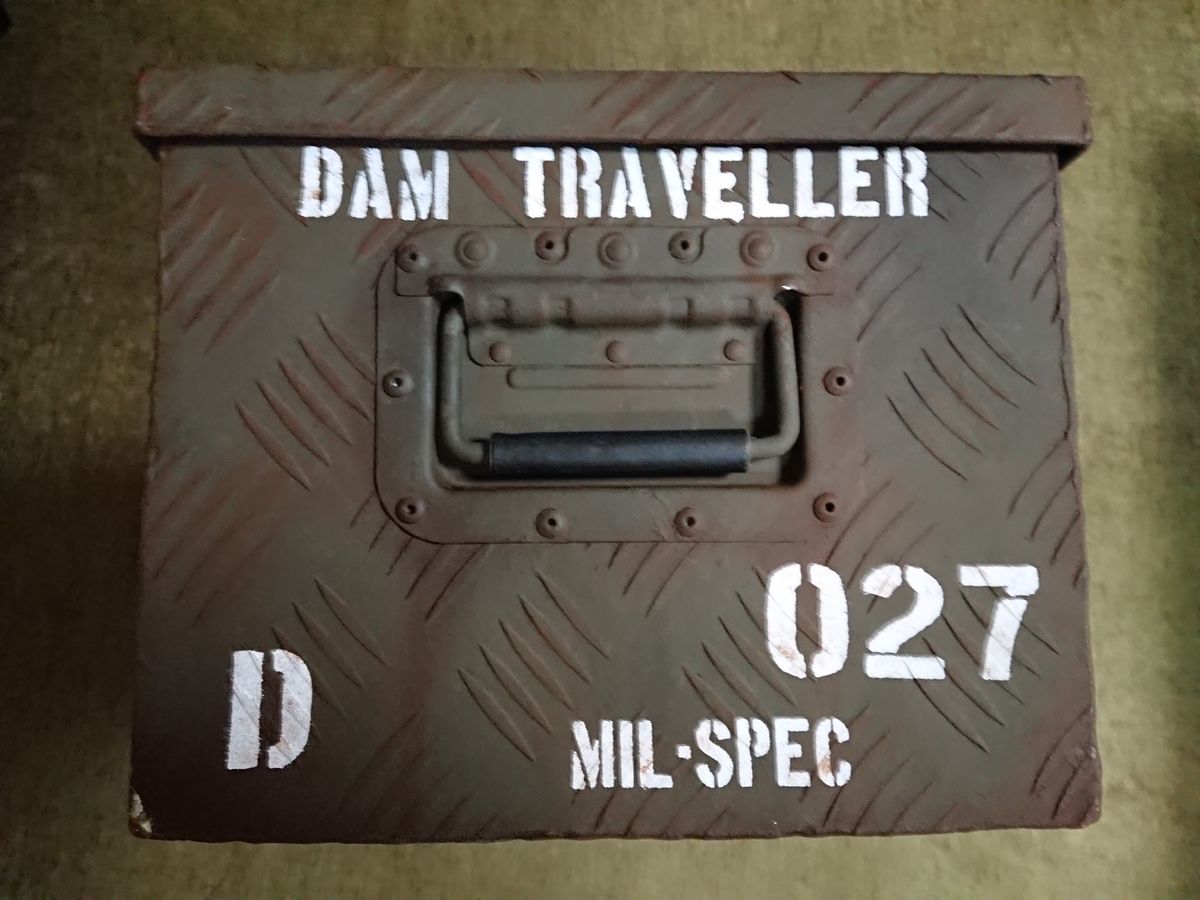 DAM TRAVELLER
027
D
MIL-SPEC